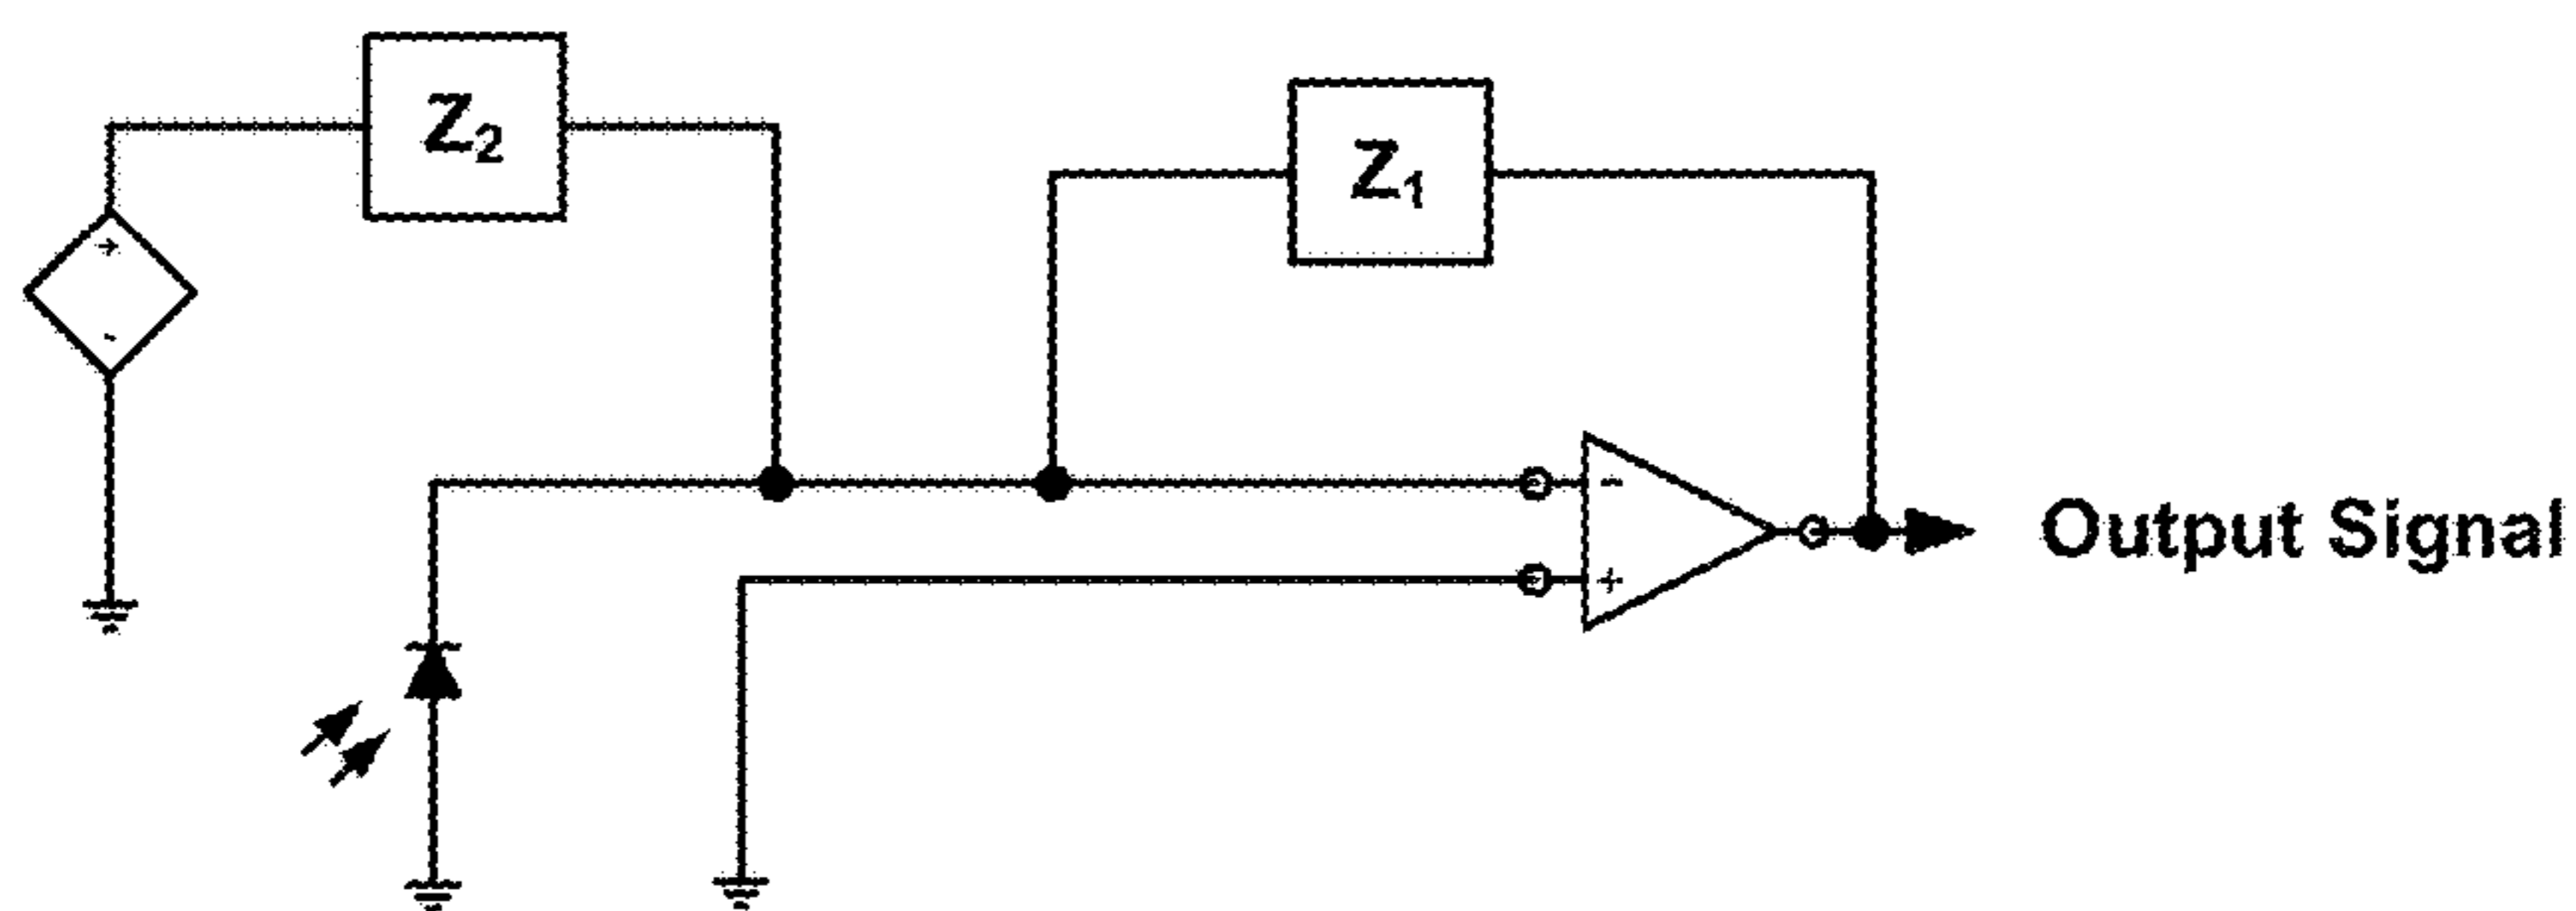 Z₂
Z₁
+
-
-
+
Output Signal